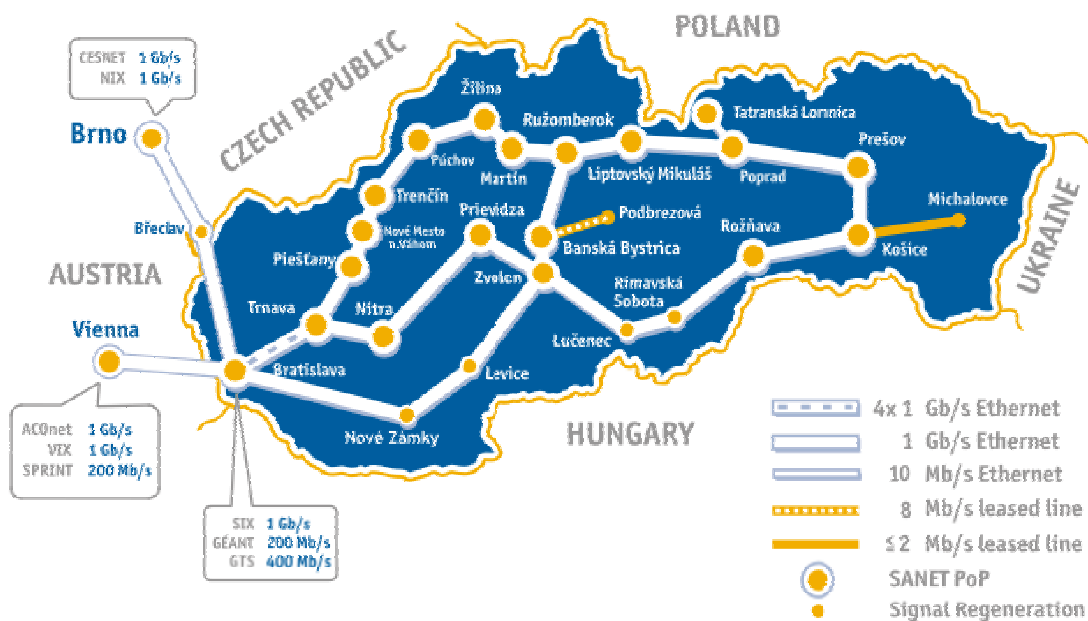 POLAND
CZECH REPUBLIC
CESNET 1 Gb/s
NIX 1 Gb/s
Brno
Žilina
Ružomberok
Tatranská Lomnica
Prešov
Púchov
Martin
Liptovský Mikuláš
Poprad
Michalovce
Trenčín
Prievidza
Podbrezová
Rožňava
UKRAINE
Břeclav
Nové Mesto
n.Váhom
Banská Bystrica
Košice
AUSTRIA
Piešťany
Zvolen
Rimavská
Sobota
Trnava
Nitra
Vienna
Lučenec
Bratislava
Levice
Nové Zámky
HUNGARY
ACOnet 1 Gb/s
VIX 1 Gb/s
SPRINT 200 Mb/s
SIX 1 Gb/s
GÉANT 200 Mb/s
GTS 400 Mb/s
4x 1 Gb/s Ethernet
1 Gb/s Ethernet
10 Mb/s Ethernet
8 Mb/s leased line
≤2 Mb/s leased line
SANET PoP
Signal Regeneration